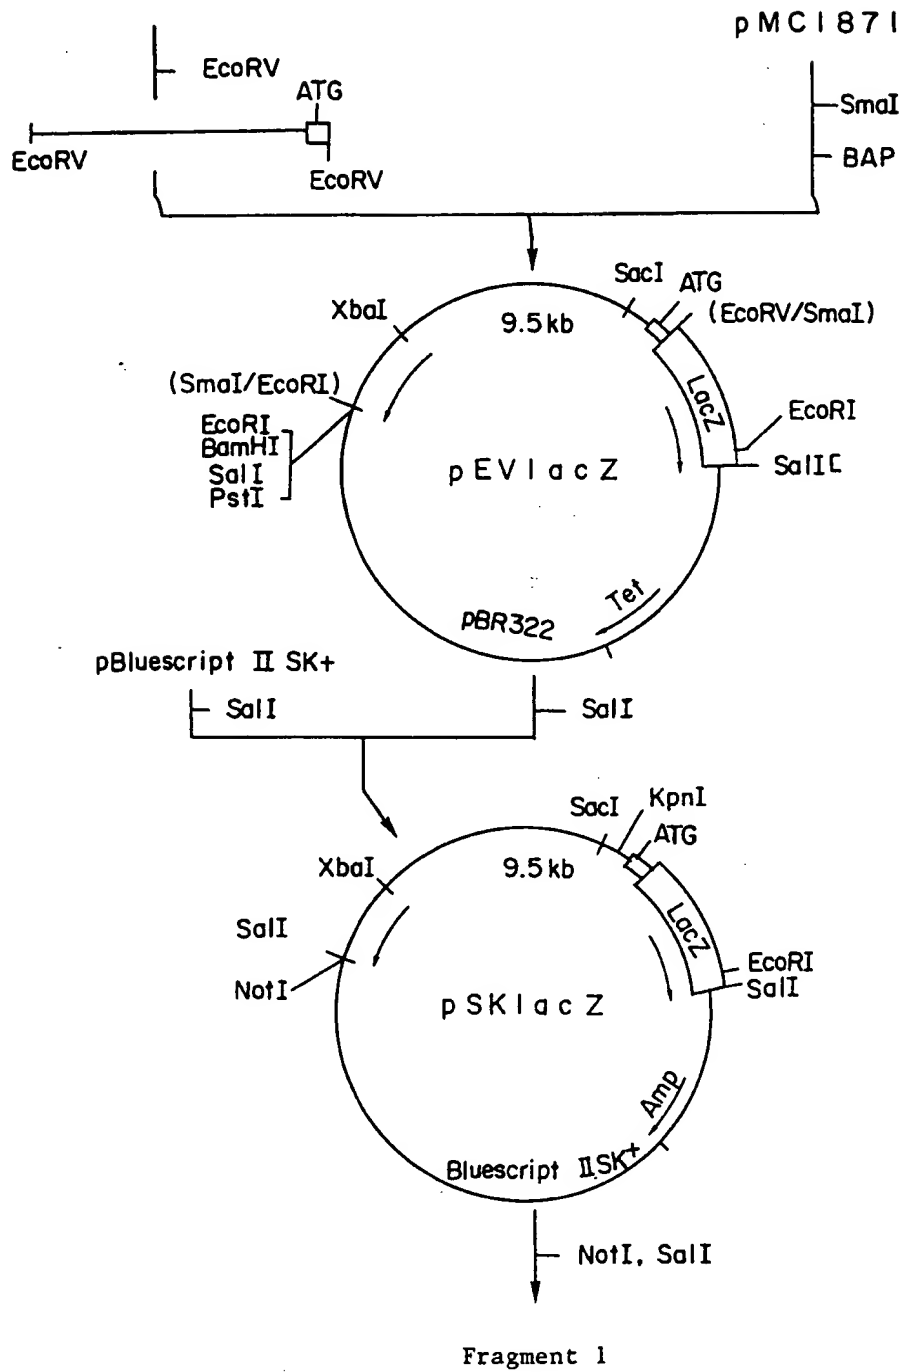 pMC1871
EcoRV
ATG
SmaI
EcoRV
BAP
EcoRV
SacI
ATG
XbaI
9.5kb
(EcoRV/SmaI)
(SmaI/EcoRI)
LacZ
EcoRI
EcoRI
BamHI
SalI
SalI
PstI
pEVlacZ
Tet
pBR322
pBluescript II SK+
SalI
SalI
KpnI
SacI
ATG
XbaI
9.5kb
LacZ
SalI
EcoRI
NotI
SalI
pSKlacZ
Amp
Bluescript II SK+
NotI, SalI
Fragment 1